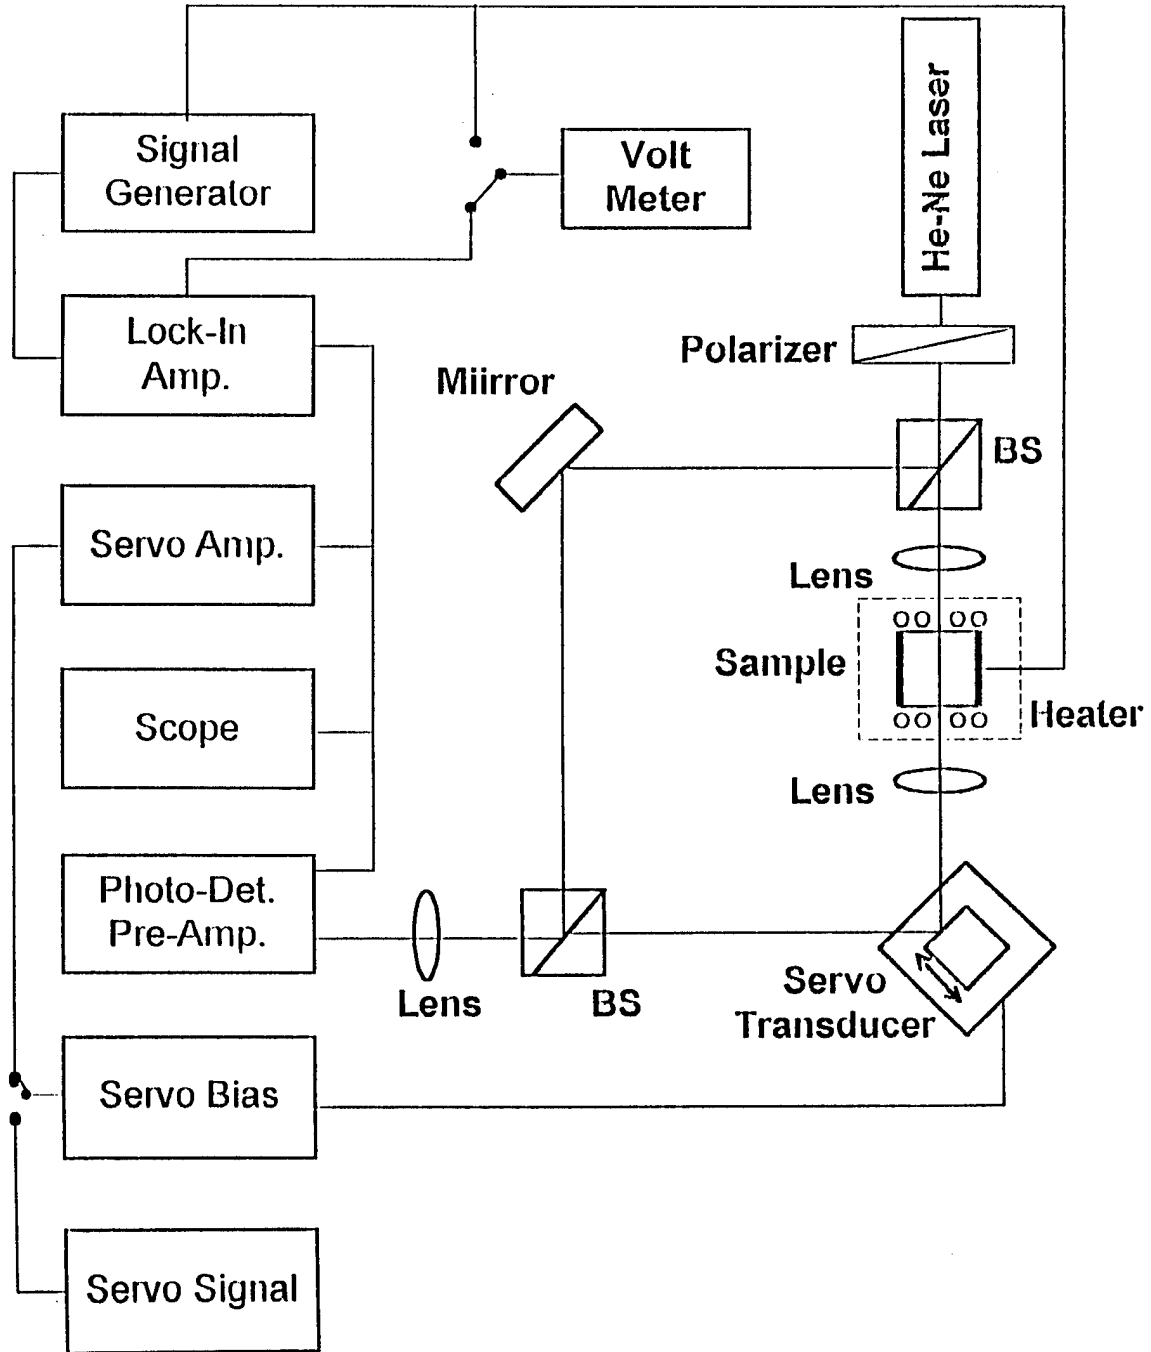 Signal
Generator
Volt
Meter
He-Ne Laser
Lock-In
Amp.
Polarizer
Miirror
BS
Servo Amp.
Lens
Sample
Heater
Scope
Lens
Photo-Det.
Pre-Amp.
Lens
BS
Servo
Transducer
Servo Bias
Servo Signal